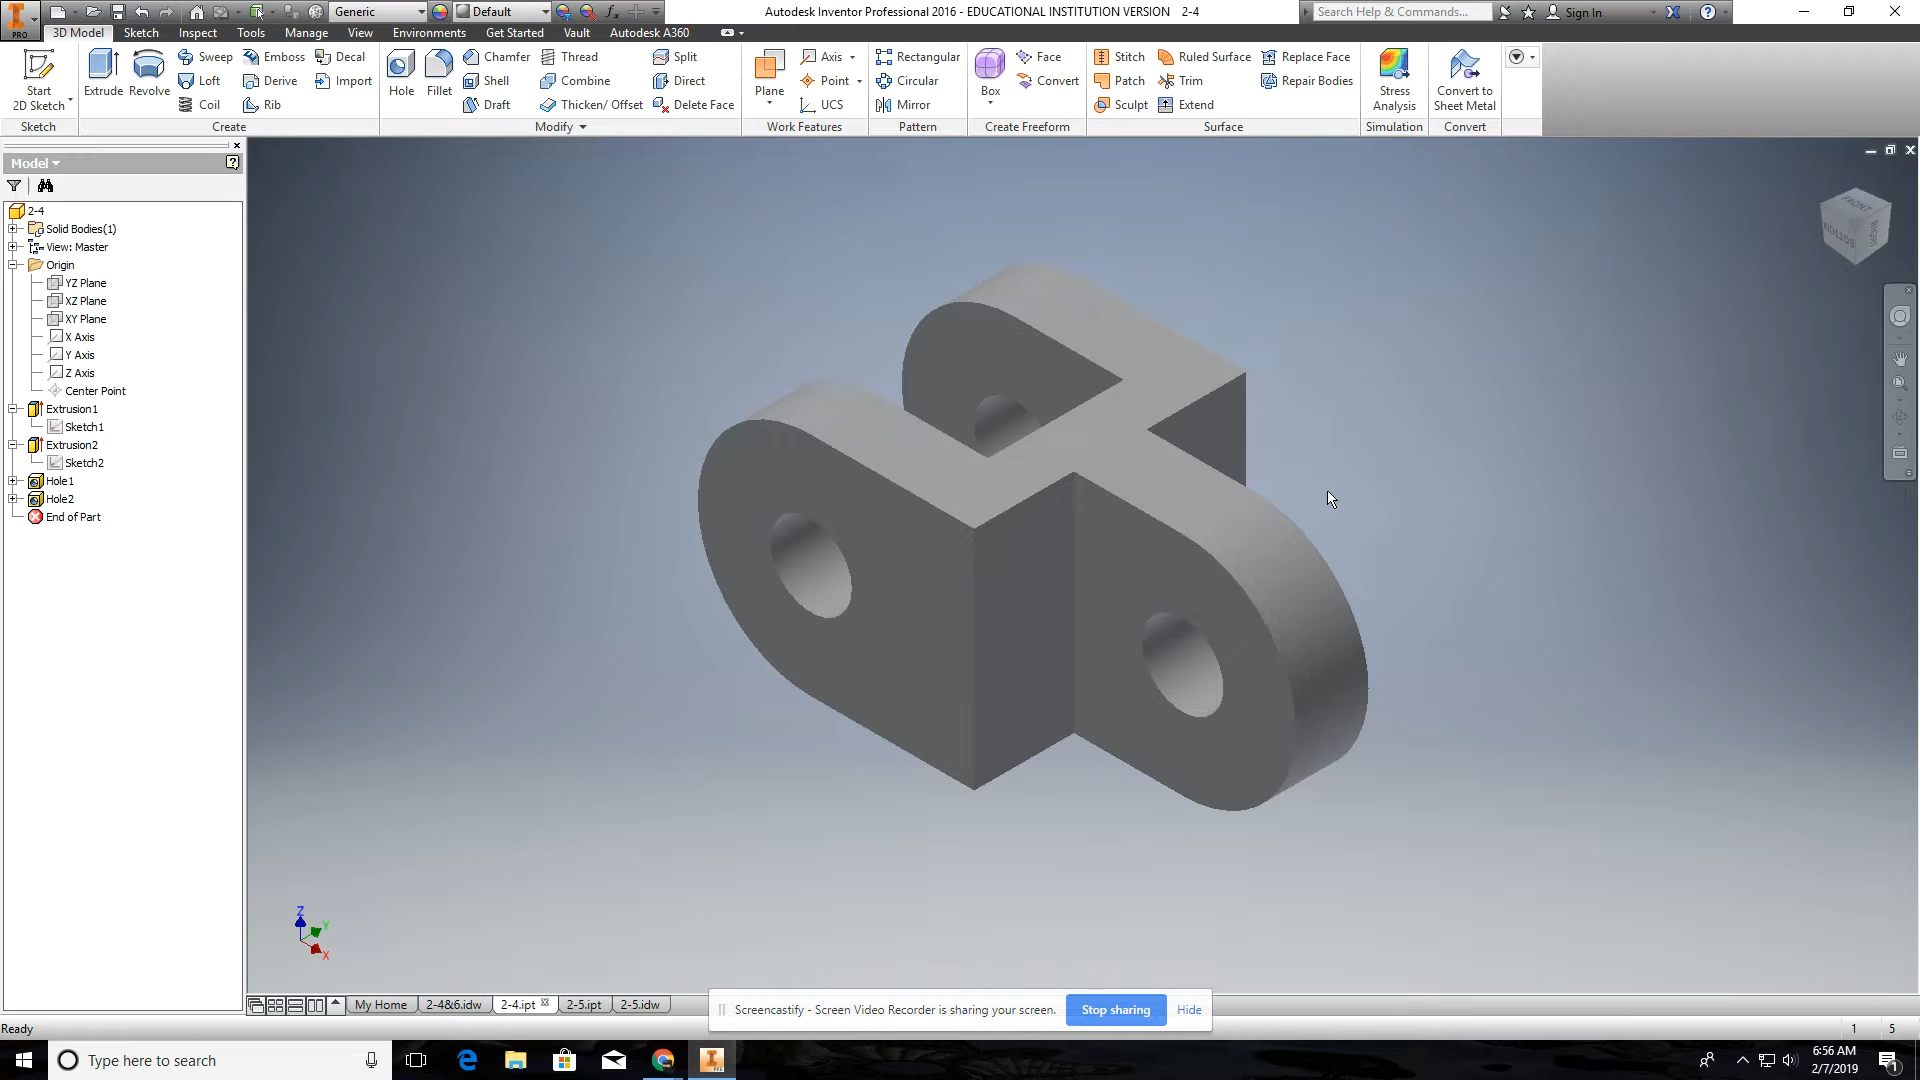 Generic
Default
Autodesk Inventor Professional 2016 - EDUCATIONAL INSTITUTION VERSION 2-4
Search Help & Commands...
Sign In
PRO
3D Model Sketch Inspect Tools Manage View Environments Get Started Vault Autodesk A360
Start
2D Sketch
Extrude
Revolve
Sweep
Loft
Coil
Emboss
Derive
Rib
Decal
Import
Hole
Fillet
Chamfer
Shell
Draft
Thread
Combine
Thicken/ Offset
Split
Direct
Delete Face
Plane
Axis
Point
UCS
Rectangular
Circular
Mirror
Box
Face
Convert
Stitch
Patch
Sculpt
Ruled Surface
Trim
Extend
Replace Face
Repair Bodies
Stress
Analysis
Convert to
Sheet Metal
Sketch Create Modify Work Features Pattern Create Freeform Surface Simulation Convert
Model
2-4
Solid Bodies(1)
View: Master
Origin
YZ Plane
XZ Plane
XY Plane
X Axis
Y Axis
Z Axis
Center Point
Extrusion1
Sketch1
Extrusion2
Sketch2
Hole1
Hole2
End of Part
FRONT
BOTTOM
RIGHT
Z
Y
X
My Home 2-4&6.idw 2-4.ipt 2-5.ipt 2-5.idw
Screencastify - Screen Video Recorder is sharing your screen. Stop sharing Hide
Ready
1 5
Type here to search
PRO
6:56 AM
2/7/2019
1